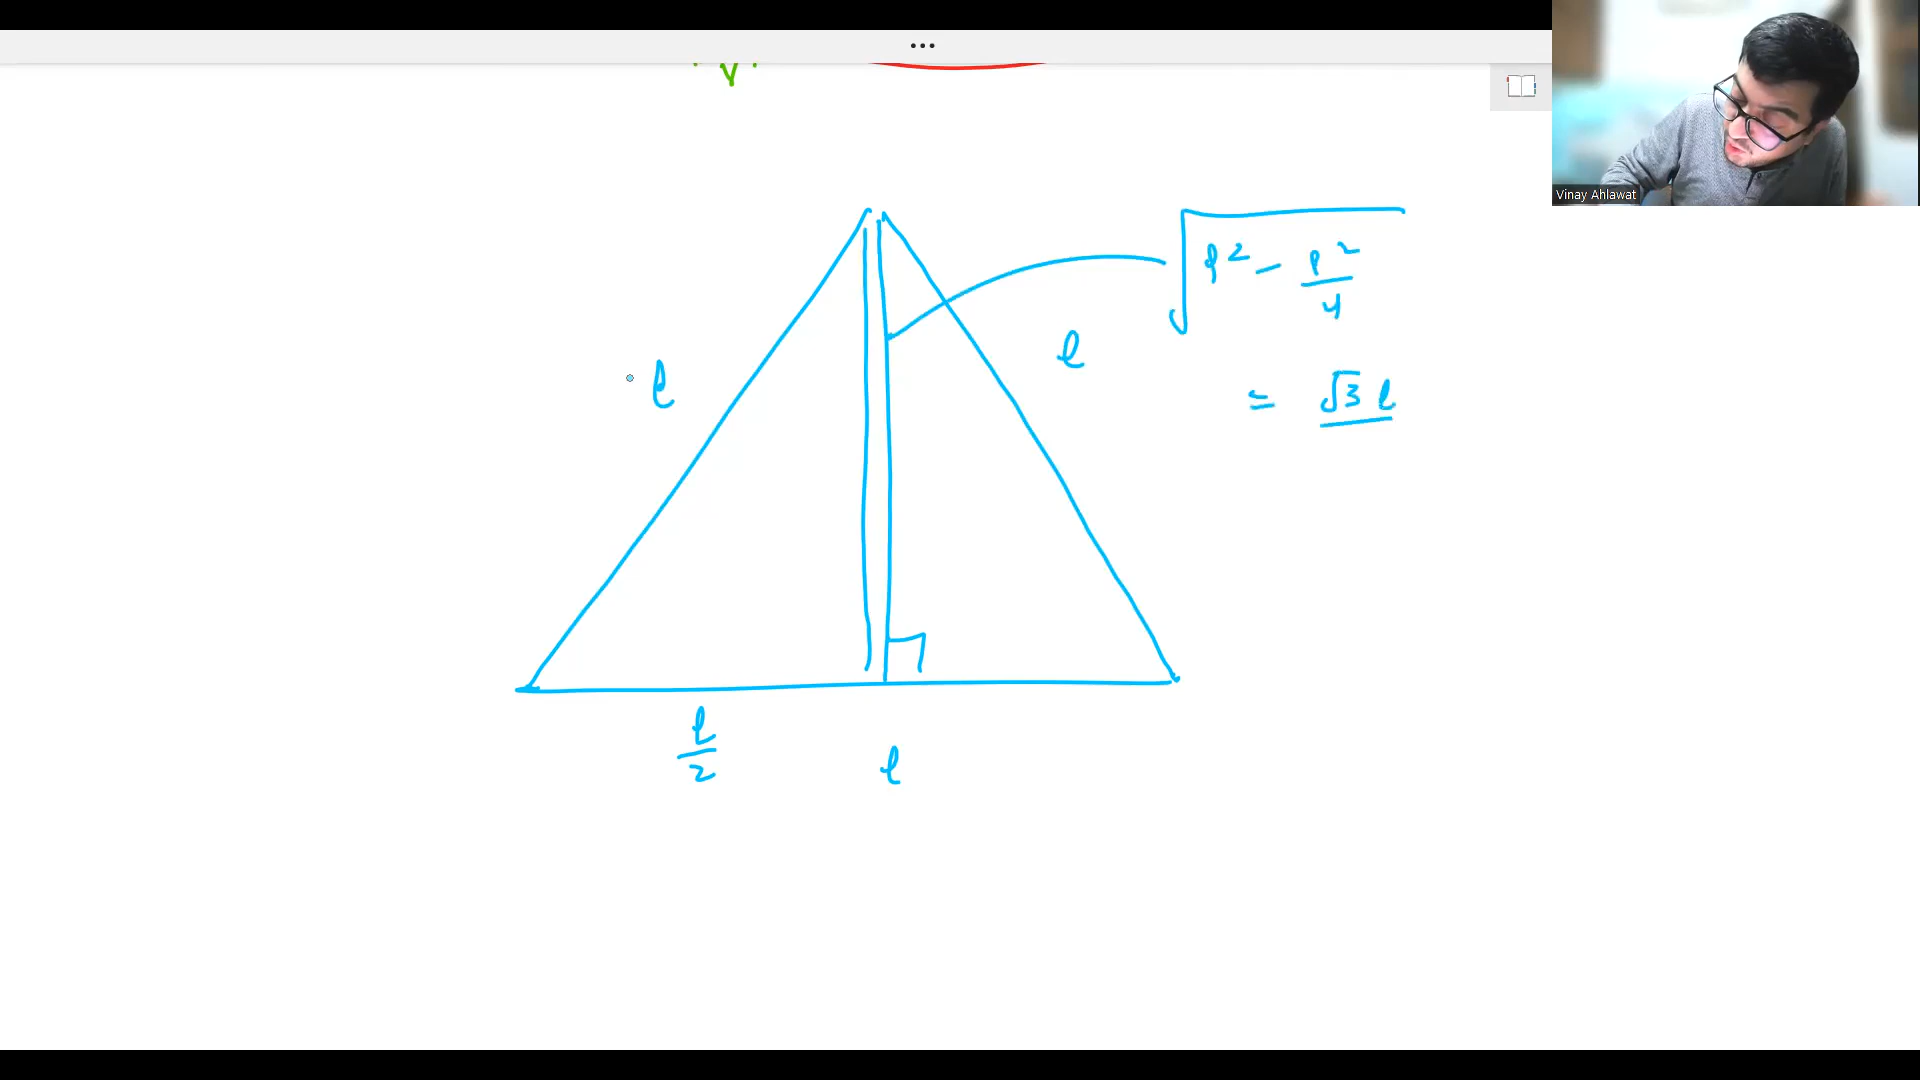 Vinay Ahlawat
√(ℓ² - ℓ²/4)
ℓ
ℓ
= √3 ℓ
ℓ/2
ℓ